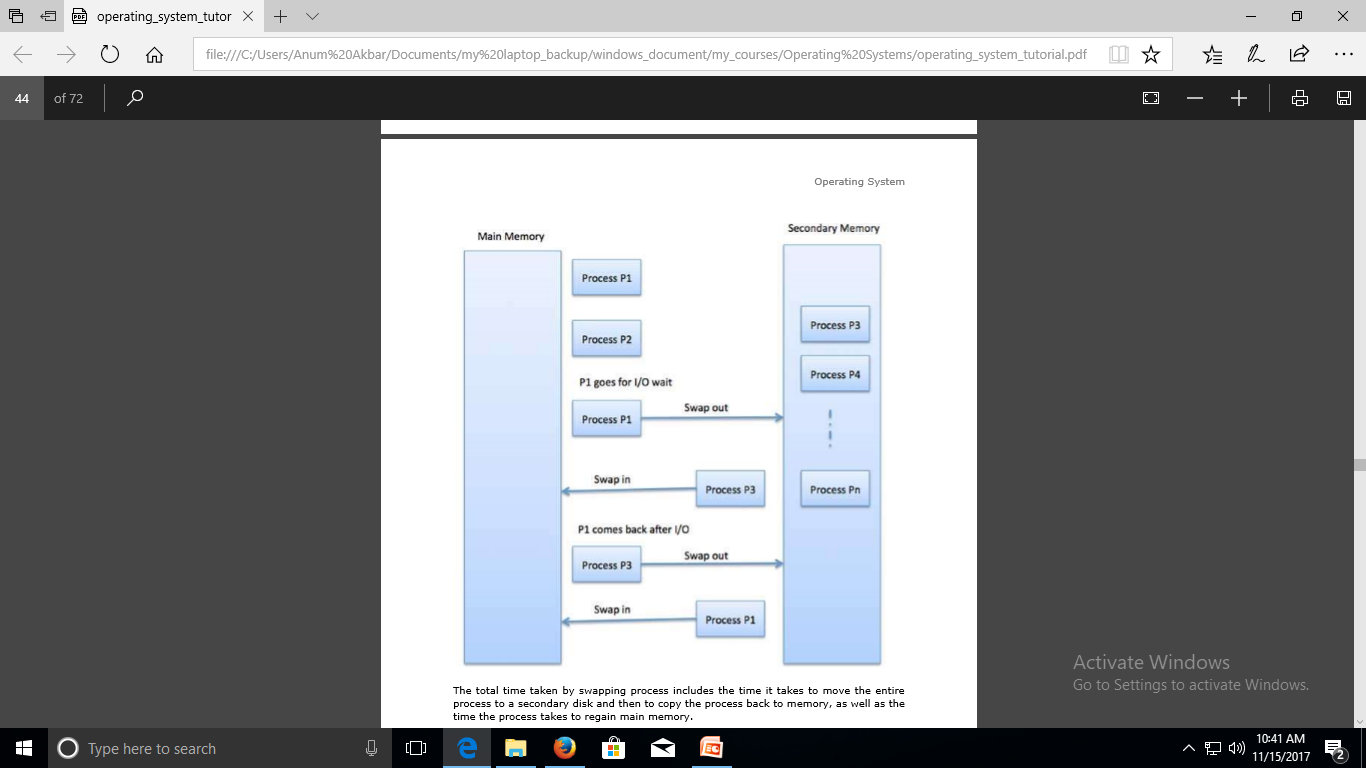 operating_system_tutor
file:///C:/Users/Anum%20Akbar/Documents/my%20laptop_backup/windows_document/my_courses/Operating%20Systems/operating_system_tutorial.pdf
44 of 72
Operating System
Main Memory
Secondary Memory
Process P1
Process P2
Process P3
Process P4
P1 goes for I/O wait
Process P1
Swap out
Swap in
Process P3
Process Pn
P1 comes back after I/O
Process P3
Swap out
Swap in
Process P1
The total time taken by swapping process includes the time it takes to move the entire
process to a secondary disk and then to copy the process back to memory, as well as the
time the process takes to regain main memory.
Activate Windows
Go to Settings to activate Windows.
Type here to search
10:41 AM
11/15/2017
2